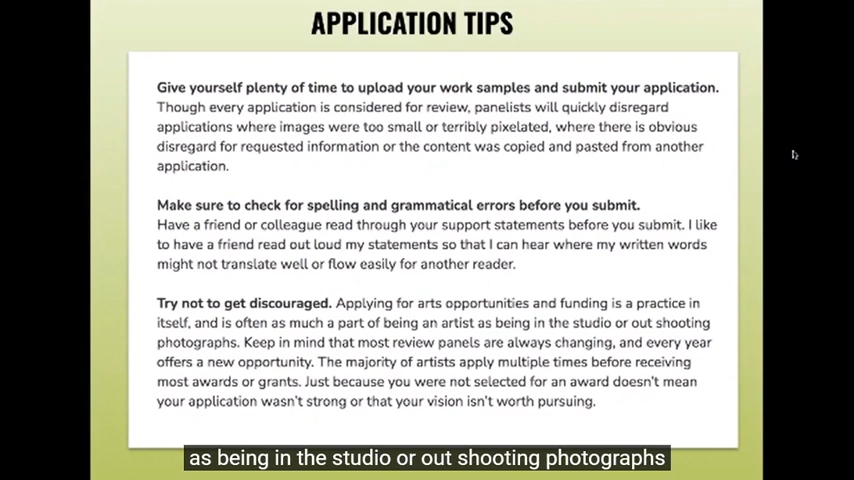 APPLICATION TIPS
Give yourself plenty of time to upload your work samples and submit your application.
Though every application is considered for review, panelists will quickly disregard
applications where images were too small or terribly pixelated, where there is obvious
disregard for requested information or the content was copied and pasted from another
application.
Make sure to check for spelling and grammatical errors before you submit.
Have a friend or colleague read through your support statements before you submit. I like
to have a friend read out loud my statements so that I can hear where my written words
might not translate well or flow easily for another reader.
Try not to get discouraged. Applying for arts opportunities and funding is a practice in
itself, and is often as much a part of being an artist as being in the studio or out shooting
photographs. Keep in mind that most review panels are always changing, and every year
offers a new opportunity. The majority of artists apply multiple times before receiving
most awards or grants. Just because you were not selected for an award doesn't mean
your application wasn't strong or that your vision isn't worth pursuing.
as being in the studio or out shooting photographs